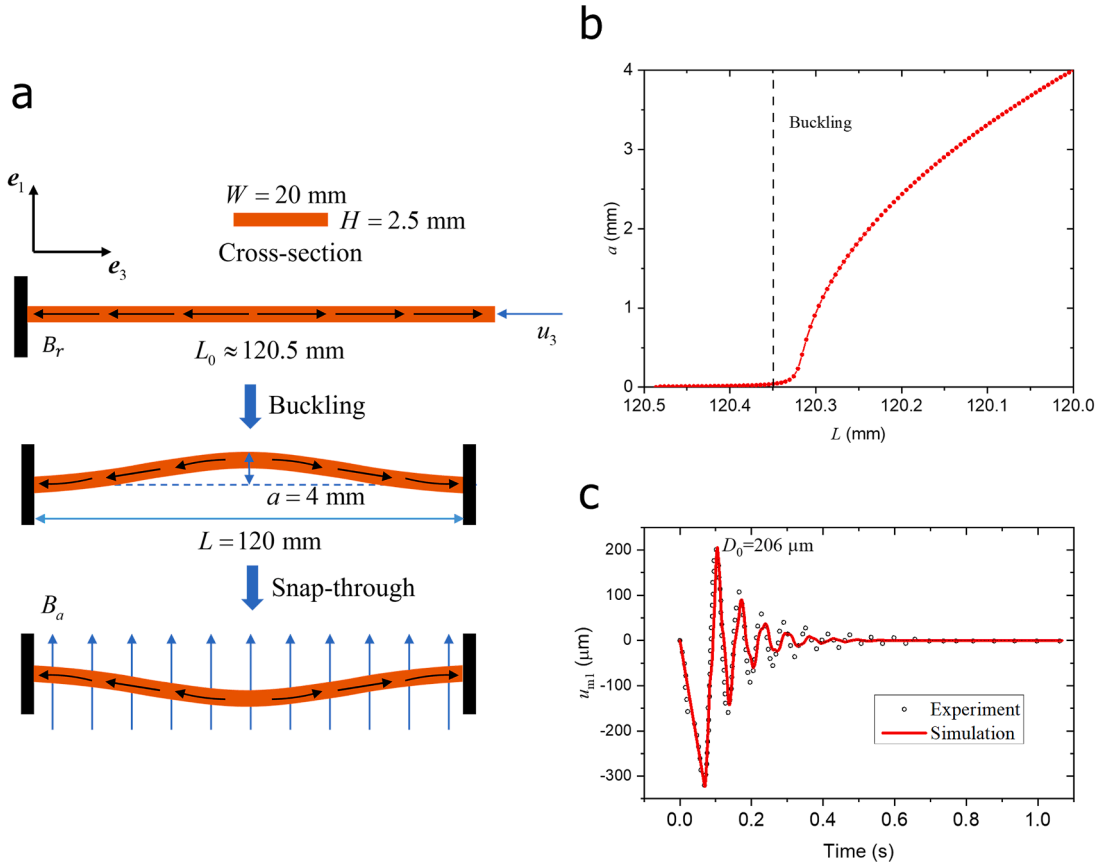 a
e₁
e₃
W = 20 mm
H = 2.5 mm
Cross-section
Bᵣ
L₀ ≈ 120.5 mm
u₃
Buckling
a = 4 mm
L = 120 mm
Snap-through
Bₐ
b
4
3
2
1
0
a (mm)
Buckling
120.5 120.4 120.3 120.2 120.1 120.0
L (mm)
c
200
100
0
-100
-200
-300
uₘ₁ (μm)
D₀=206 μm
Experiment
Simulation
0.0 0.2 0.4 0.6 0.8 1.0
Time (s)